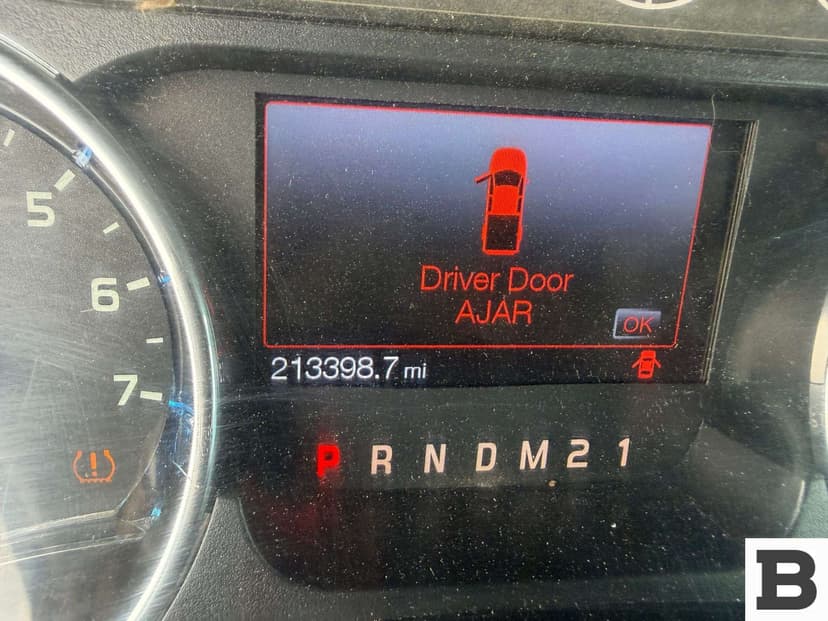 5
6
7
Driver Door
AJAR
OK
213398.7 mi
P R N D M 2 1
B